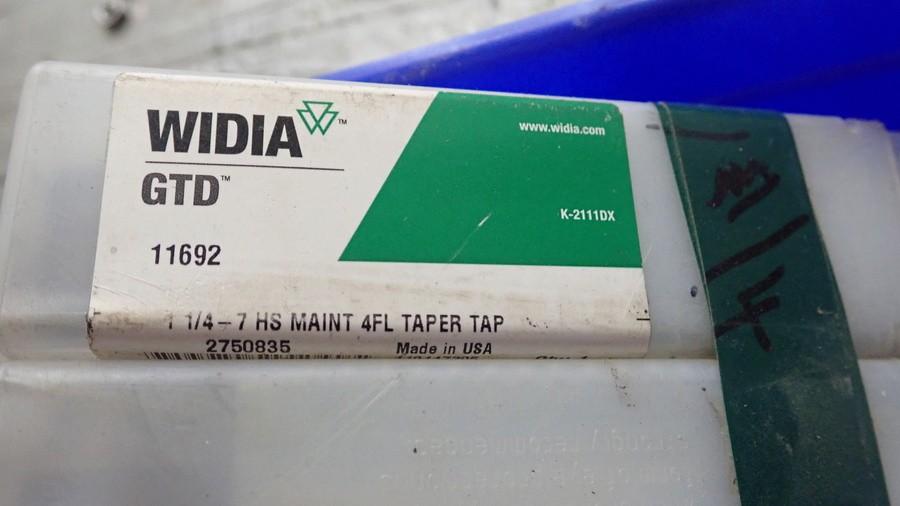 WIDIA™
GTD™
www.widia.com
K-2111DX
11692
1 1/4-7 HS MAINT 4FL TAPER TAP
2750835
Made in USA